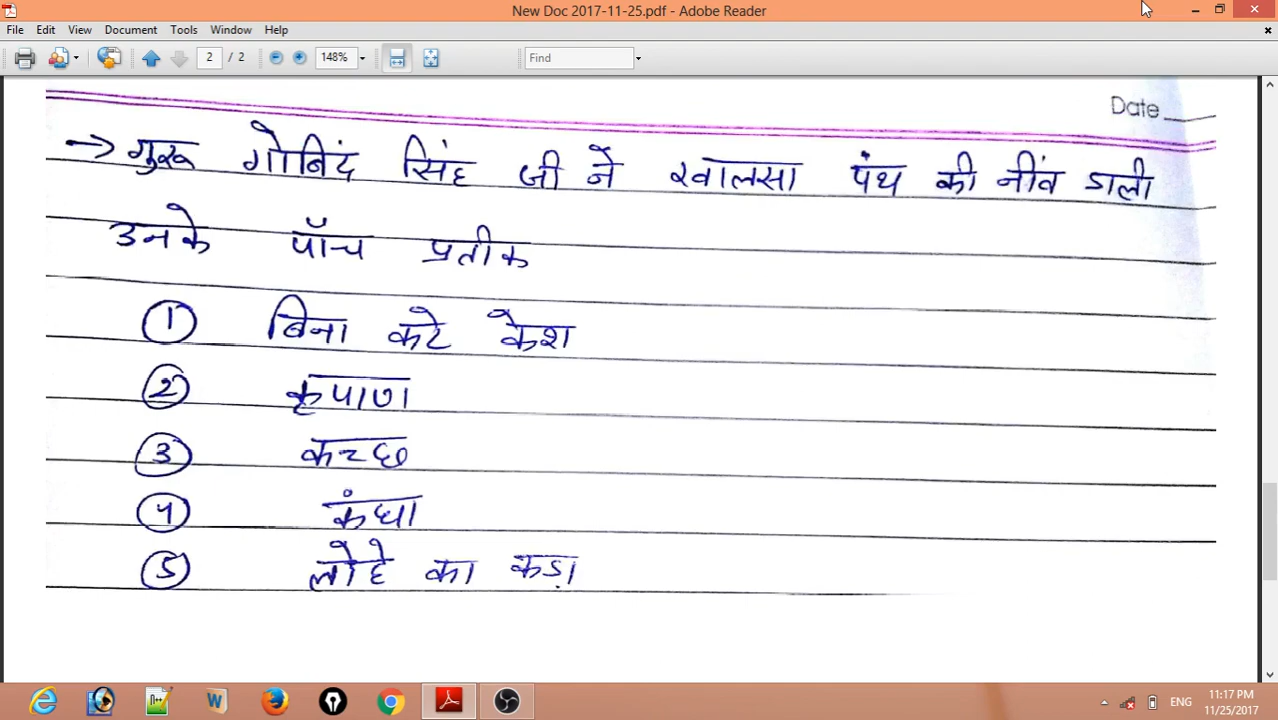 New Doc 2017-11-25.pdf - Adobe Reader
File Edit View Document Tools Window Help
2 / 2 148% Find
Date
→ गुरू गोबिंद सिंह जी ने खालसा पंथ की नींव डाली
उनके पाँच प्रतीक
1 बिना कटे केश
2 कृपाण
3 कच्छ
4 कंघा
5 लोहे का कड़ा
ENG 11:17 PM
11/25/2017